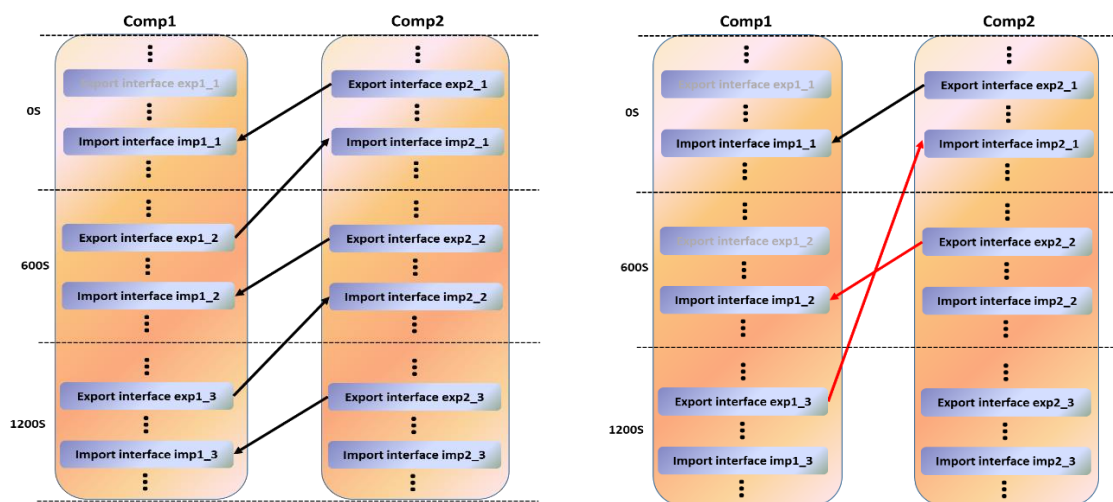 Comp1
Comp2
0S
Export interface exp1_1
Export interface exp2_1
Import interface imp1_1
Import interface imp2_1
600S
Export interface exp1_2
Export interface exp2_2
Import interface imp1_2
Import interface imp2_2
1200S
Export interface exp1_3
Export interface exp2_3
Import interface imp1_3
Import interface imp2_3
Comp1
Comp2
0S
Export interface exp1_1
Export interface exp2_1
Import interface imp1_1
Import interface imp2_1
600S
Export interface exp1_2
Export interface exp2_2
Import interface imp1_2
Import interface imp2_2
1200S
Export interface exp1_3
Export interface exp2_3
Import interface imp1_3
Import interface imp2_3